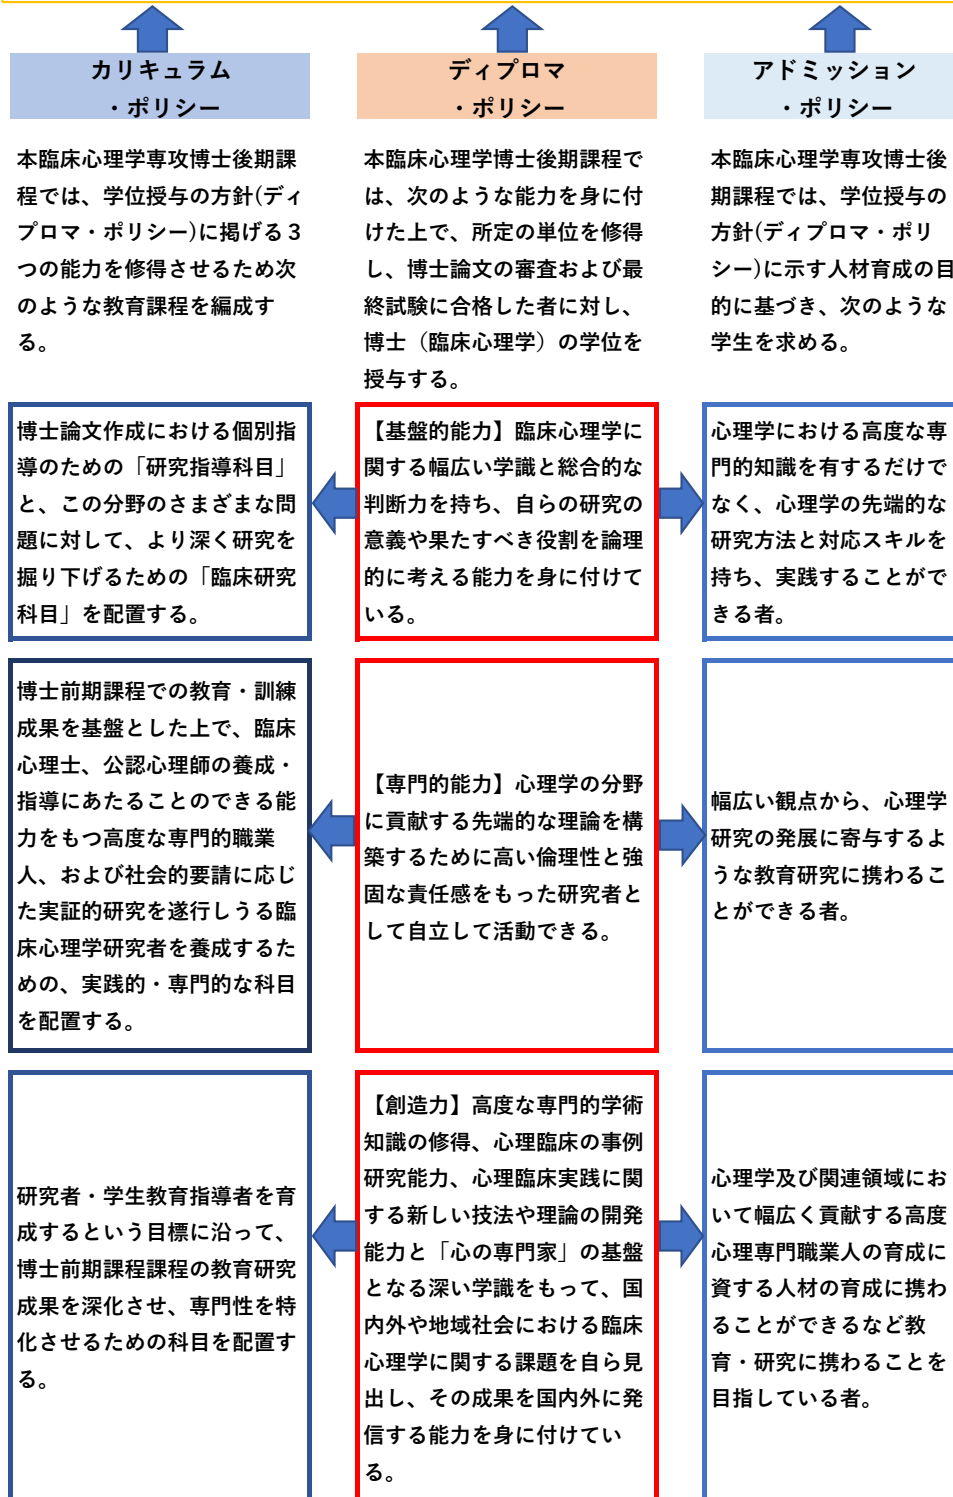 カリキュラム
・ポリシー
本臨床心理学専攻博士後期課
程では、学位授与の方針(ディ
プロマ・ポリシー)に掲げる３
つの能力を修得させるため次
のような教育課程を編成す
る。
博士論文作成における個別指
導のための「研究指導科目」
と、この分野のさまざまな問
題に対して、より深く研究を
掘り下げるための「臨床研究
科目」を配置する。
博士前期課程での教育・訓練
成果を基盤とした上で、臨床
心理士、公認心理師の養成・
指導にあたることのできる能
力をもつ高度な専門的職業
人、および社会的要請に応じ
た実証的研究を遂行しうる臨
床心理学研究者を養成するた
めの、実践的・専門的な科目
を配置する。
研究者・学生教育指導者を育
成するという目標に沿って、
博士前期課程課程の教育研究
成果を深化させ、専門性を特
化させるための科目を配置す
る。
ディプロマ
・ポリシー
本臨床心理学博士後期課程で
は、次のような能力を身に付
けた上で、所定の単位を修得
し、博士論文の審査および最
終試験に合格した者に対し、
博士（臨床心理学）の学位を
授与する。
【基盤的能力】臨床心理学に
関する幅広い学識と総合的な
判断力を持ち、自らの研究の
意義や果たすべき役割を論理
的に考える能力を身に付けて
いる。
【専門的能力】心理学の分野
に貢献する先端的な理論を構
築するために高い倫理性と強
固な責任感をもった研究者と
して自立して活動できる。
【創造力】高度な専門的学術
知識の修得、心理臨床の事例
研究能力、心理臨床実践に関
する新しい技法や理論の開発
能力と「心の専門家」の基盤
となる深い学識をもって、国
内外や地域社会における臨床
心理学に関する課題を自ら見
出し、その成果を国内外に発
信する能力を身に付けてい
る。
アドミッション
・ポリシー
本臨床心理学専攻博士後
期課程では、学位授与の
方針(ディプロマ・ポリ
シー)に示す人材育成の目
的に基づき、次のような
学生を求める。
心理学における高度な専
門的知識を有するだけで
なく、心理学の先端的な
研究方法と対応スキルを
持ち、実践することがで
きる者。
幅広い観点から、心理学
研究の発展に寄与するよ
うな教育研究に携わるこ
とができる者。
心理学及び関連領域にお
いて幅広く貢献する高度
心理専門職業人の育成に
資する人材の育成に携わ
ることができるなど教
育・研究に携わることを
目指している者。